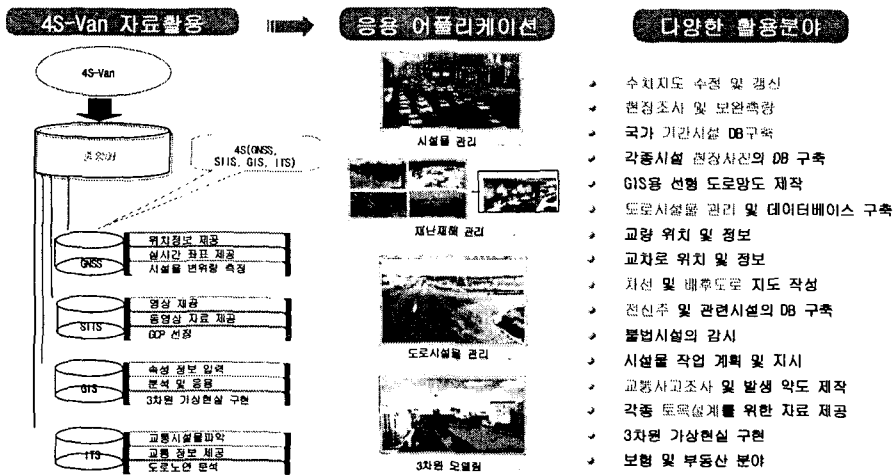 4S-Van 자료활용
응용 어플리케이션
다양한 활용분야
4S-Van
4S(GNSS,
SIIS, GIS, ITS)
GNSS
위치정보 제공
실시간 좌표 제공
시설물 변위량 측정
SIIS
영상 제공
동영상 자료 제공
GCP 선정
GIS
속성 정보 입력
분석 및 응용
3차원 가상현실 구현
ITS
교통시설물파악
교통 정보 제공
도로노면 분석
시설물 관리
재난재해 관리
도로시설물 관리
3차원 모델링
수치지도 수정 및 갱신
현장조사 및 보완측량
국가 기간시설 DB구축
각종시설 현장사진의 DB 구축
GIS용 선형 도로망도 제작
도로시설물 관리 및 데이터베이스 구축
교량 위치 및 정보
교차로 위치 및 정보
차선 및 배후도로 지도 작성
전신주 및 관련시설의 DB 구축
불법시설의 감시
시설물 작업 계획 및 지시
교통사고조사 및 발생 약도 제작
각종 토목설계를 위한 자료 제공
3차원 가상현실 구현
보험 및 부동산 분야